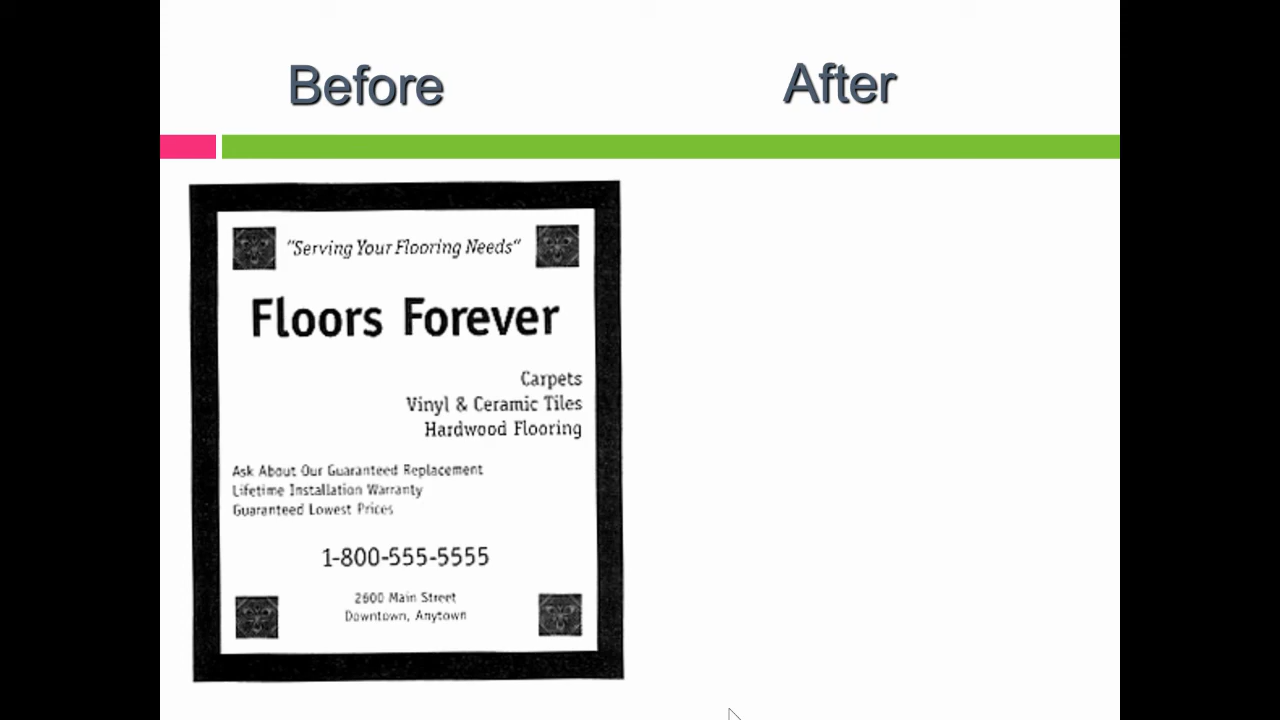 Before
After
"Serving Your Flooring Needs"
Floors Forever
Carpets
Vinyl & Ceramic Tiles
Hardwood Flooring
Ask About Our Guaranteed Replacement
Lifetime Installation Warranty
Guaranteed Lowest Prices
1-800-555-5555
2600 Main Street
Downtown, Anytown